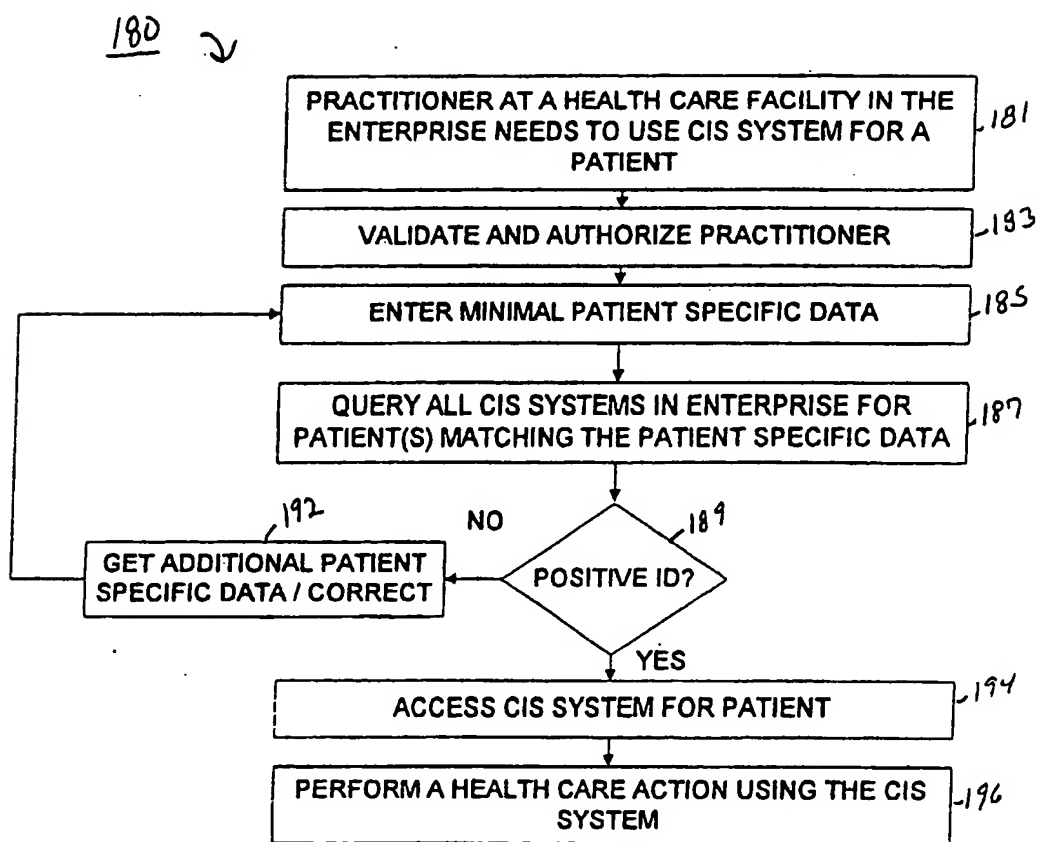 180
PRACTITIONER AT A HEALTH CARE FACILITY IN THE
ENTERPRISE NEEDS TO USE CIS SYSTEM FOR A
PATIENT
181
VALIDATE AND AUTHORIZE PRACTITIONER
183
ENTER MINIMAL PATIENT SPECIFIC DATA
185
QUERY ALL CIS SYSTEMS IN ENTERPRISE FOR
PATIENT(S) MATCHING THE PATIENT SPECIFIC DATA
187
192
NO
189
GET ADDITIONAL PATIENT
SPECIFIC DATA / CORRECT
POSITIVE ID?
YES
ACCESS CIS SYSTEM FOR PATIENT
194
PERFORM A HEALTH CARE ACTION USING THE CIS
SYSTEM
196